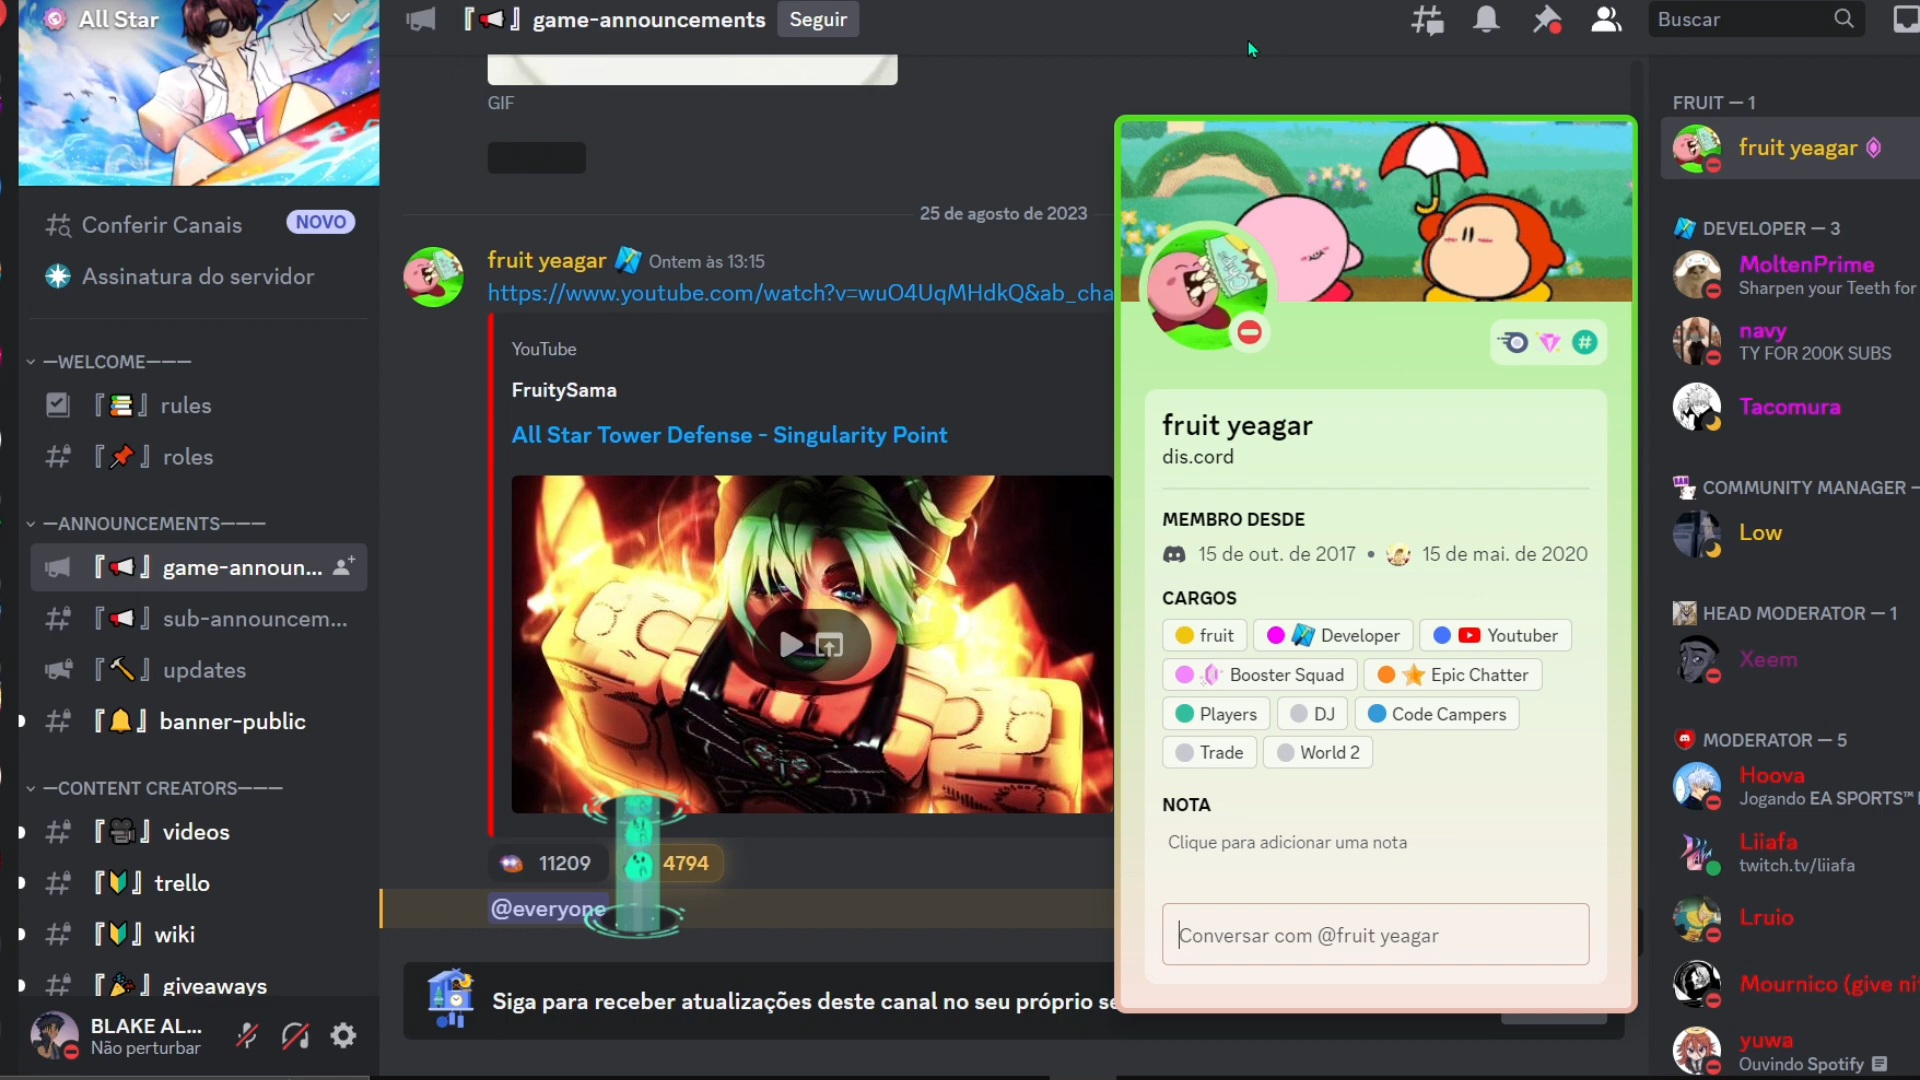 All Star
Conferir Canais
NOVO
Assinatura do servidor
—WELCOME———
『📚』rules
『📌』roles
—ANNOUNCEMENTS———
『📢』game-announ...
『📢』sub-announcem...
『🔨』updates
『🔔』banner-public
—CONTENT CREATORS———
『🎥』videos
『🔰』trello
『🔰』wiki
『🎉』giveaways
BLAKE AL...
Não perturbar
『📢』game-announcements
Seguir
Buscar
GIF
25 de agosto de 2023
fruit yeagar
Ontem às 13:15
https://www.youtube.com/watch?v=wuO4UqMHdkQ&ab_cha
YouTube
FruitySama
All Star Tower Defense - Singularity Point
11209
4794
@everyone
Siga para receber atualizações deste canal no seu próprio se
fruit yeagar
dis.cord
MEMBRO DESDE
15 de out. de 2017 • 15 de mai. de 2020
CARGOS
fruit
Developer
Youtuber
Booster Squad
Epic Chatter
Players
DJ
Code Campers
Trade
World 2
NOTA
Clique para adicionar uma nota
Conversar com @fruit yeagar
FRUIT — 1
fruit yeagar
DEVELOPER — 3
MoltenPrime
Sharpen your Teeth for
navy
TY FOR 200K SUBS
Tacomura
COMMUNITY MANAGER —
Low
HEAD MODERATOR — 1
Xeem
MODERATOR — 5
Hoova
Jogando EA SPORTS™
Liiafa
twitch.tv/liiafa
Lruio
Mournico (give ni
yuwa
Ouvindo Spotify